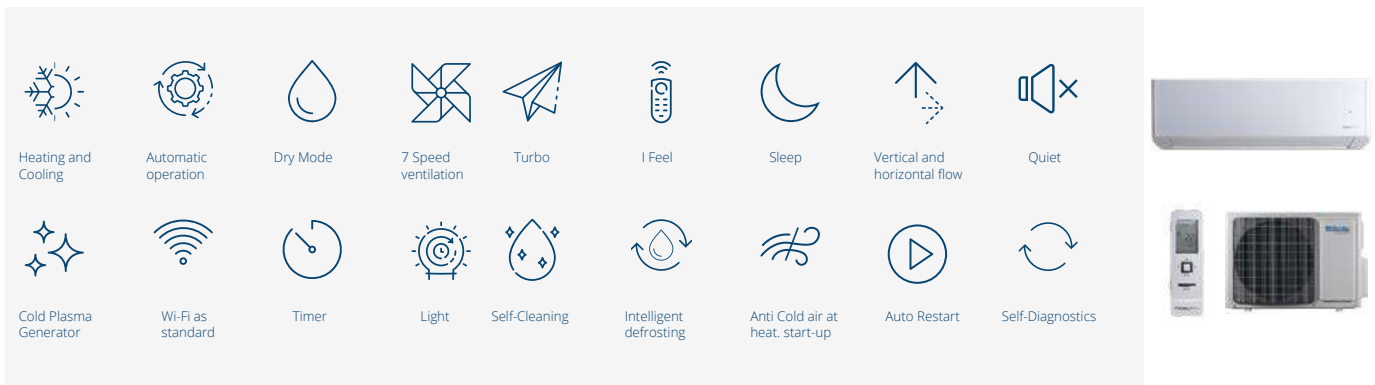 Heating and
Cooling
Automatic
operation
Dry Mode
7 Speed
ventilation
Turbo
I Feel
Sleep
Vertical and
horizontal flow
Quiet
Cold Plasma
Generator
Wi-Fi as
standard
Timer
Light
Self-Cleaning
Intelligent
defrosting
Anti Cold air at
heat. start-up
Auto Restart
Self-Diagnostics